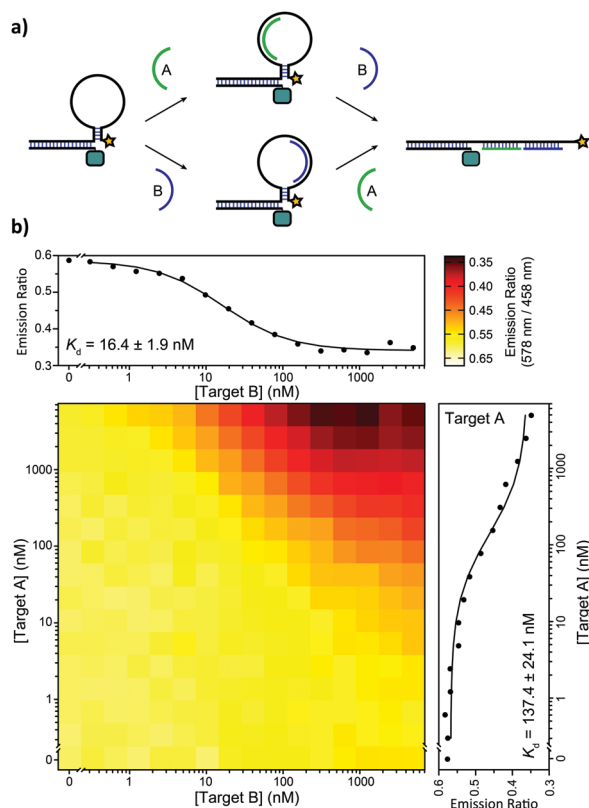 a)
A
B
B
A
b)
0.6
0.5
0.4
0.3
Emission Ratio
Kd = 16.4 ± 1.9 nM
0
1
10
100
1000
[Target B] (nM)
0.35
0.45
0.55
0.65
Emission Ratio
(578 nm / 458 nm)
1000
100
10
1
0
[Target A] (nM)
0
1
10
100
1000
[Target B] (nM)
Target A
Kd = 137.4 ± 24.1 nM
1000
100
10
1
0
[Target A] (nM)
0.6
0.5
0.4
0.3
Emission Ratio